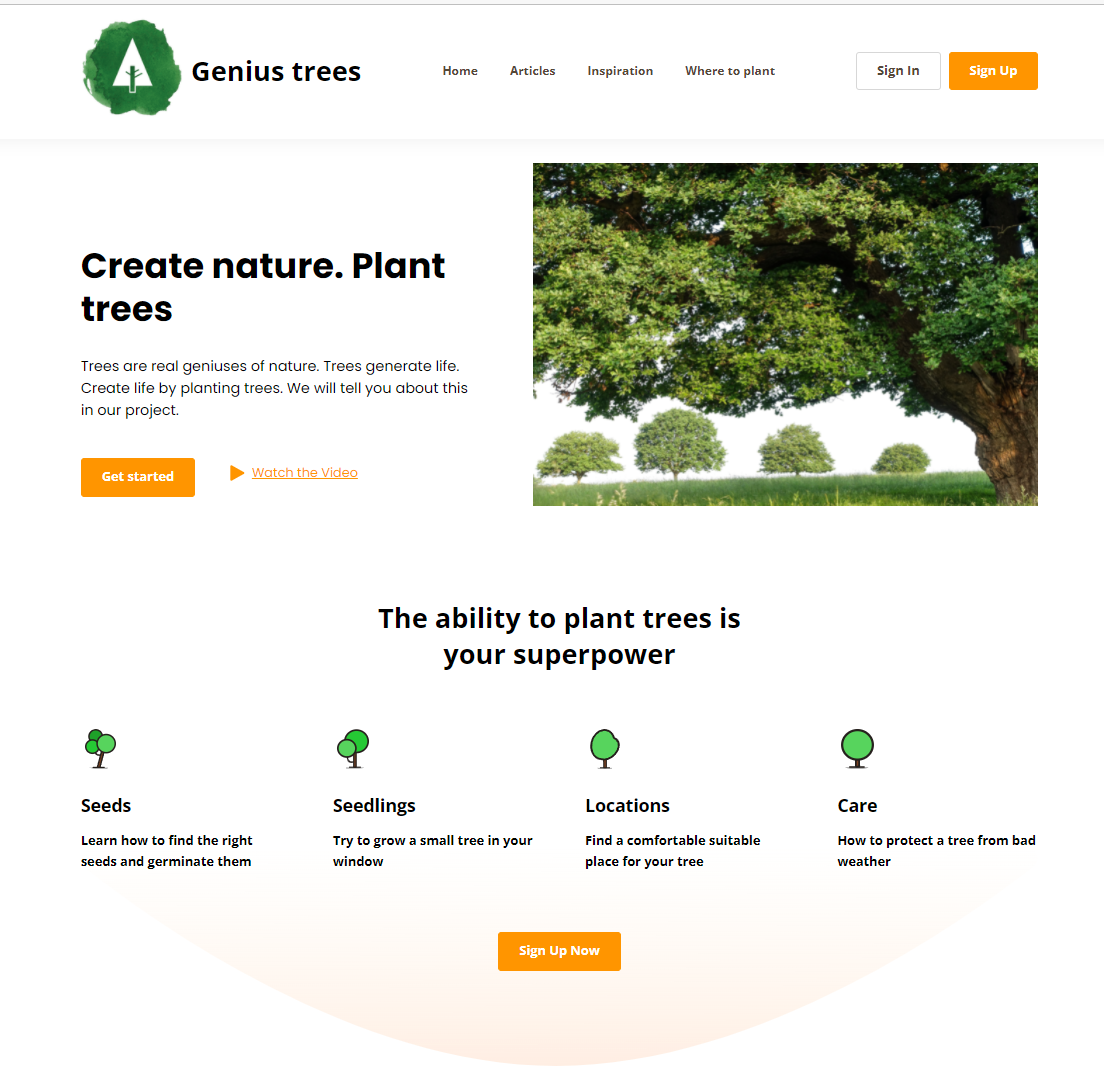 Genius trees
Home
Articles
Inspiration
Where to plant
Sign In
Sign Up
Create nature. Plant
trees
Trees are real geniuses of nature. Trees generate life.
Create life by planting trees. We will tell you about this
in our project.
Get started
Watch the Video
The ability to plant trees is
your superpower
Seeds
Learn how to find the right
seeds and germinate them
Seedlings
Try to grow a small tree in your
window
Locations
Find a comfortable suitable
place for your tree
Care
How to protect a tree from bad
weather
Sign Up Now